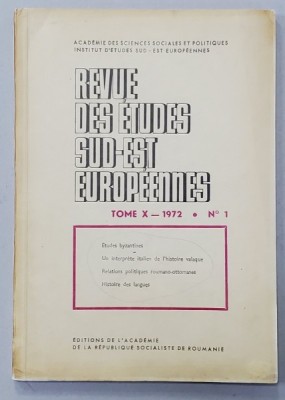 ACADÉMIE DES SCIENCES SOCIALES ET POLITIQUES
INSTITUT D'ÉTUDES SUD-EST EUROPÉENNES
REVUE
DES ÉTUDES
SUD-EST
EUROPÉENNES
TOME X — 1972 • N° 1
Études byzantines
Un interprète italien de l'histoire valaque
Relations politiques roumano-ottomanes
Histoire des langues
ÉDITIONS DE L'ACADÉMIE
DE LA RÉPUBLIQUE SOCIALISTE DE ROUMANIE